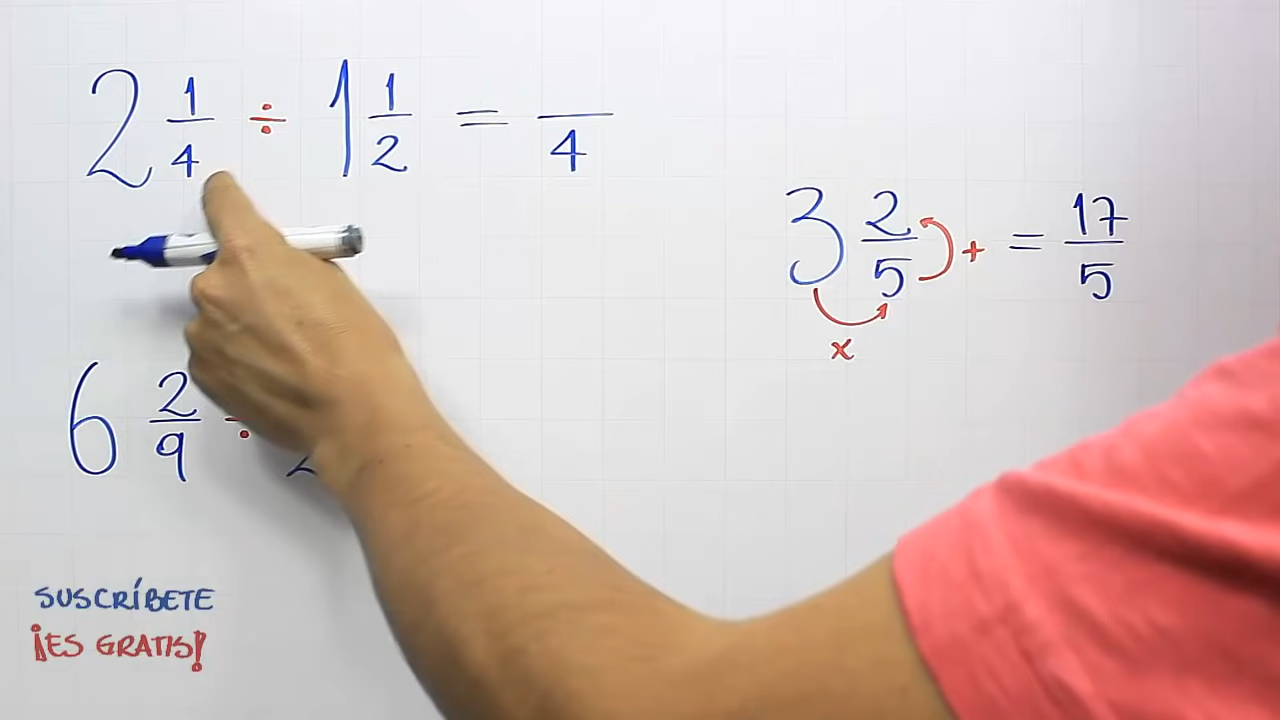 2 1/4 ÷ 1 1/2 = /4
3 2/5 + = 17/5
x
6 2/9 ÷
SUSCRÍBETE
¡ES GRATIS!